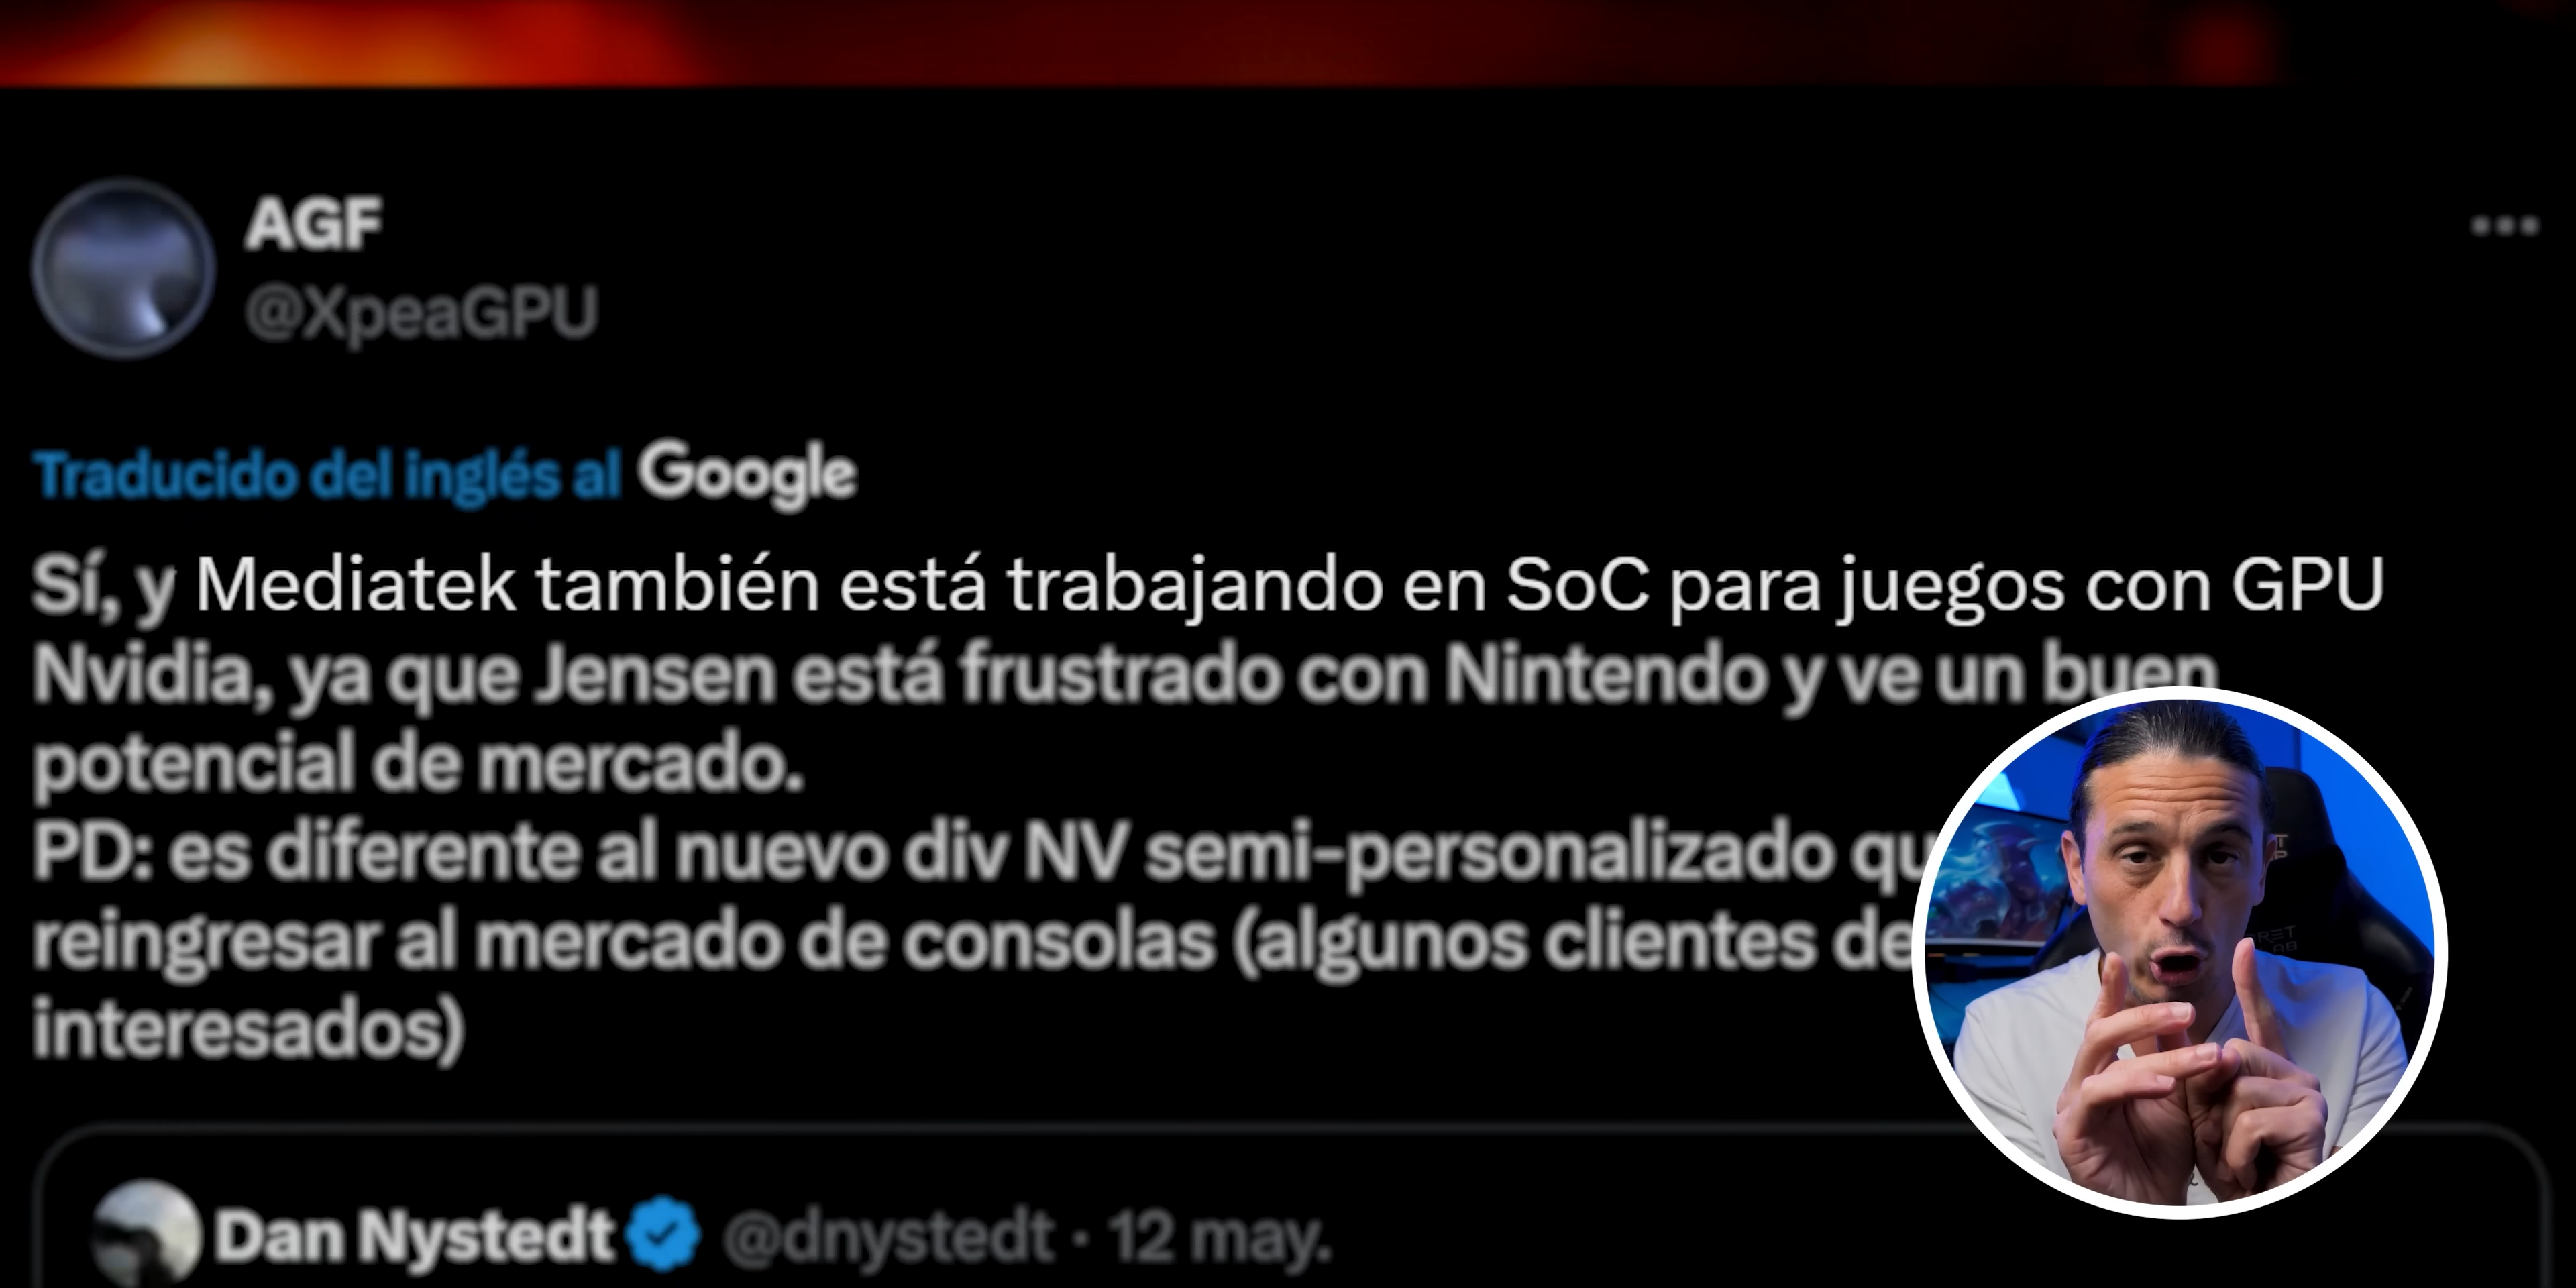 AGF
@XpeaGPU
Traducido del inglés al Google
Sí, y Mediatek también está trabajando en SoC para juegos con GPU
Nvidia, ya que Jensen está frustrado con Nintendo y ve un buen
potencial de mercado.
PD: es diferente al nuevo div NV semi-personalizado qu
reingresar al mercado de consolas (algunos clientes de
interesados)
Dan Nystedt @dnystedt · 12 may.